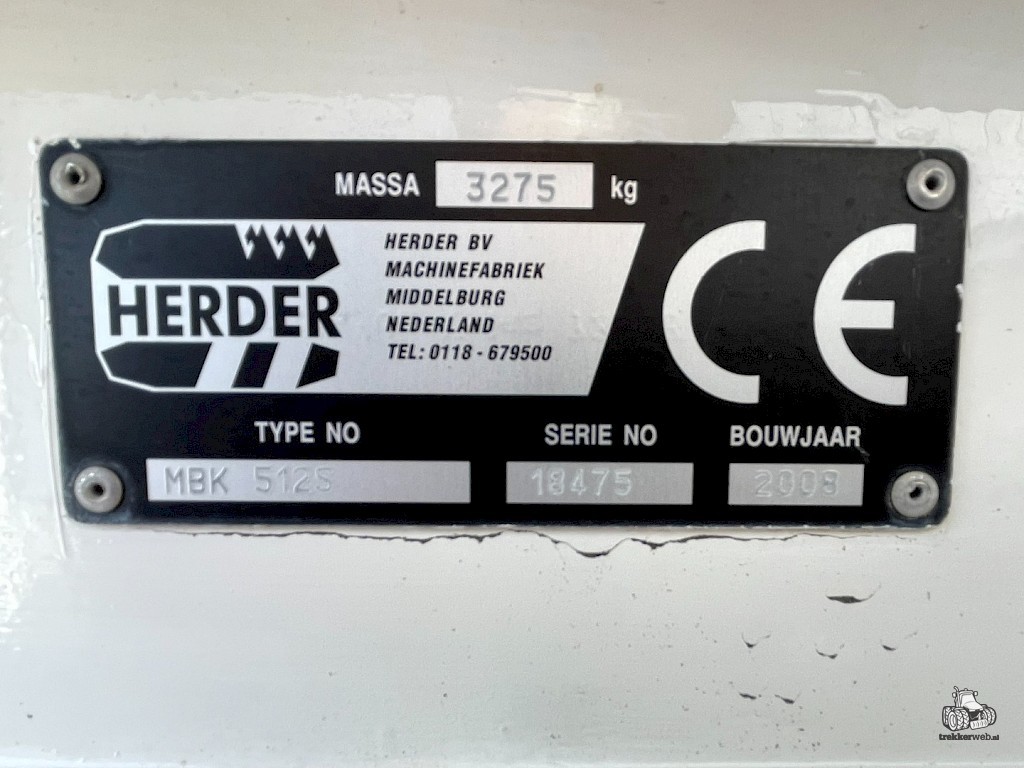 MASSA 3275 kg
HERDER
HERDER BV
MACHINEFABRIEK
MIDDELBURG
NEDERLAND
TEL: 0118 - 679500
CE
TYPE NO SERIE NO BOUWJAAR
MBK 512S 18475 2008
trekkerweb.nl